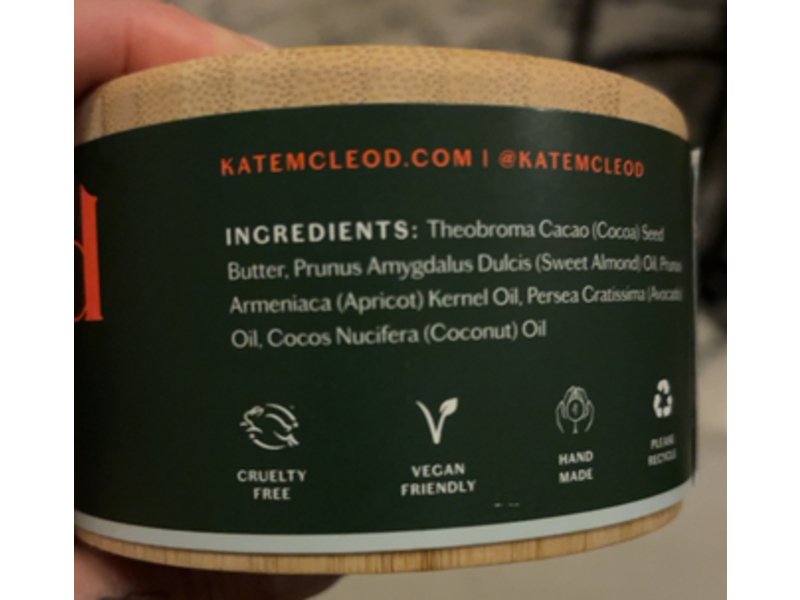 KATEMCLEOD.COM | @KATEMCLEOD
d
INGREDIENTS: Theobroma Cacao (Cocoa) Seed
Butter, Prunus Amygdalus Dulcis (Sweet Almond) Oil, Prunus
Armeniaca (Apricot) Kernel Oil, Persea Gratissima (Avocado)
Oil, Cocos Nucifera (Coconut) Oil
CRUELTY
FREE
VEGAN
FRIENDLY
HAND
MADE
PLEASE
RECYCLE